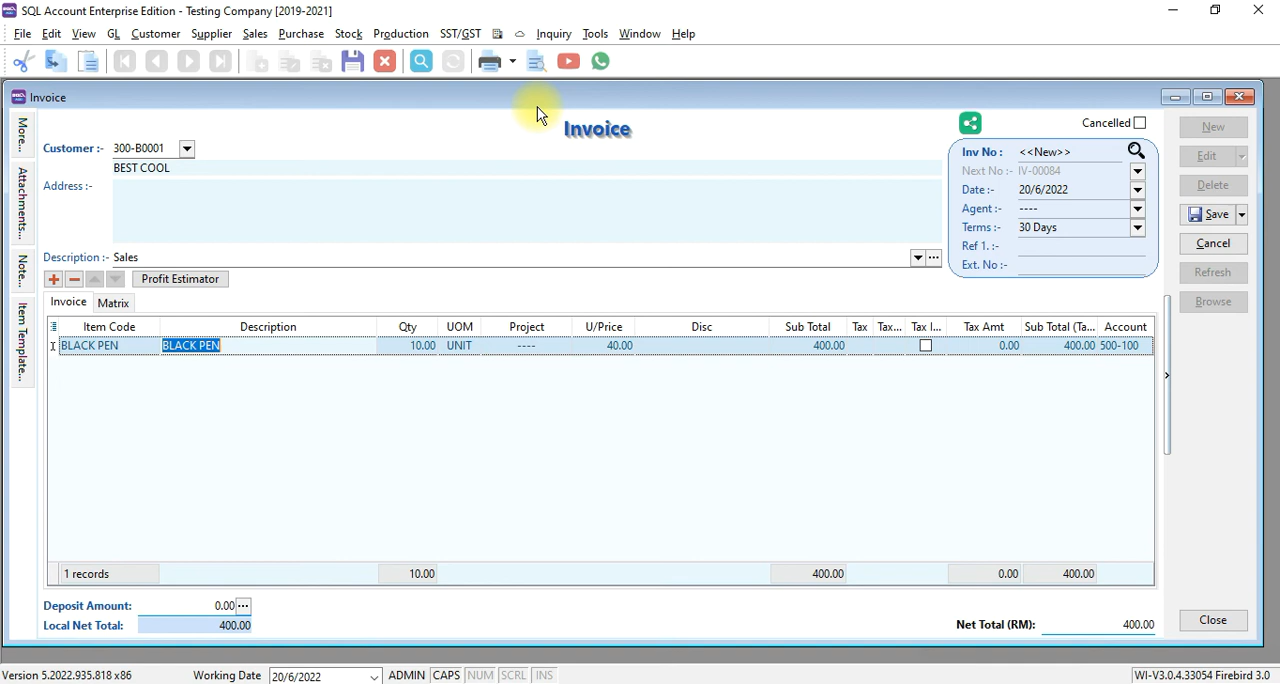 SQL Account Enterprise Edition - Testing Company [2019-2021]
File Edit View GL Customer Supplier Sales Purchase Stock Production SST/GST Inquiry Tools Window Help
Invoice
Invoice
Cancelled
More...
Attachments...
Note...
Item Template...
Customer :- 300-B0001
BEST COOL
Address :-
Description :- Sales
Inv No : <<New>>
Next No :- IV-00084
Date :- 20/6/2022
Agent :- ----
Terms :- 30 Days
Ref 1. :-
Ext. No :-
New
Edit
Delete
Save
Cancel
Refresh
Browse
Profit Estimator
Invoice Matrix
Item Code Description Qty UOM Project U/Price Disc Sub Total Tax Tax... Tax I... Tax Amt Sub Total (Ta... Account
BLACK PEN BLACK PEN 10.00 UNIT ---- 40.00 400.00 0.00 400.00 500-100
1 records 10.00 400.00 0.00 400.00
Deposit Amount: 0.00
Local Net Total: 400.00
Net Total (RM): 400.00
Close
Version 5.2022.935.818 x86 Working Date 20/6/2022 ADMIN CAPS NUM SCRL INS WI-V3.0.4.33054 Firebird 3.0